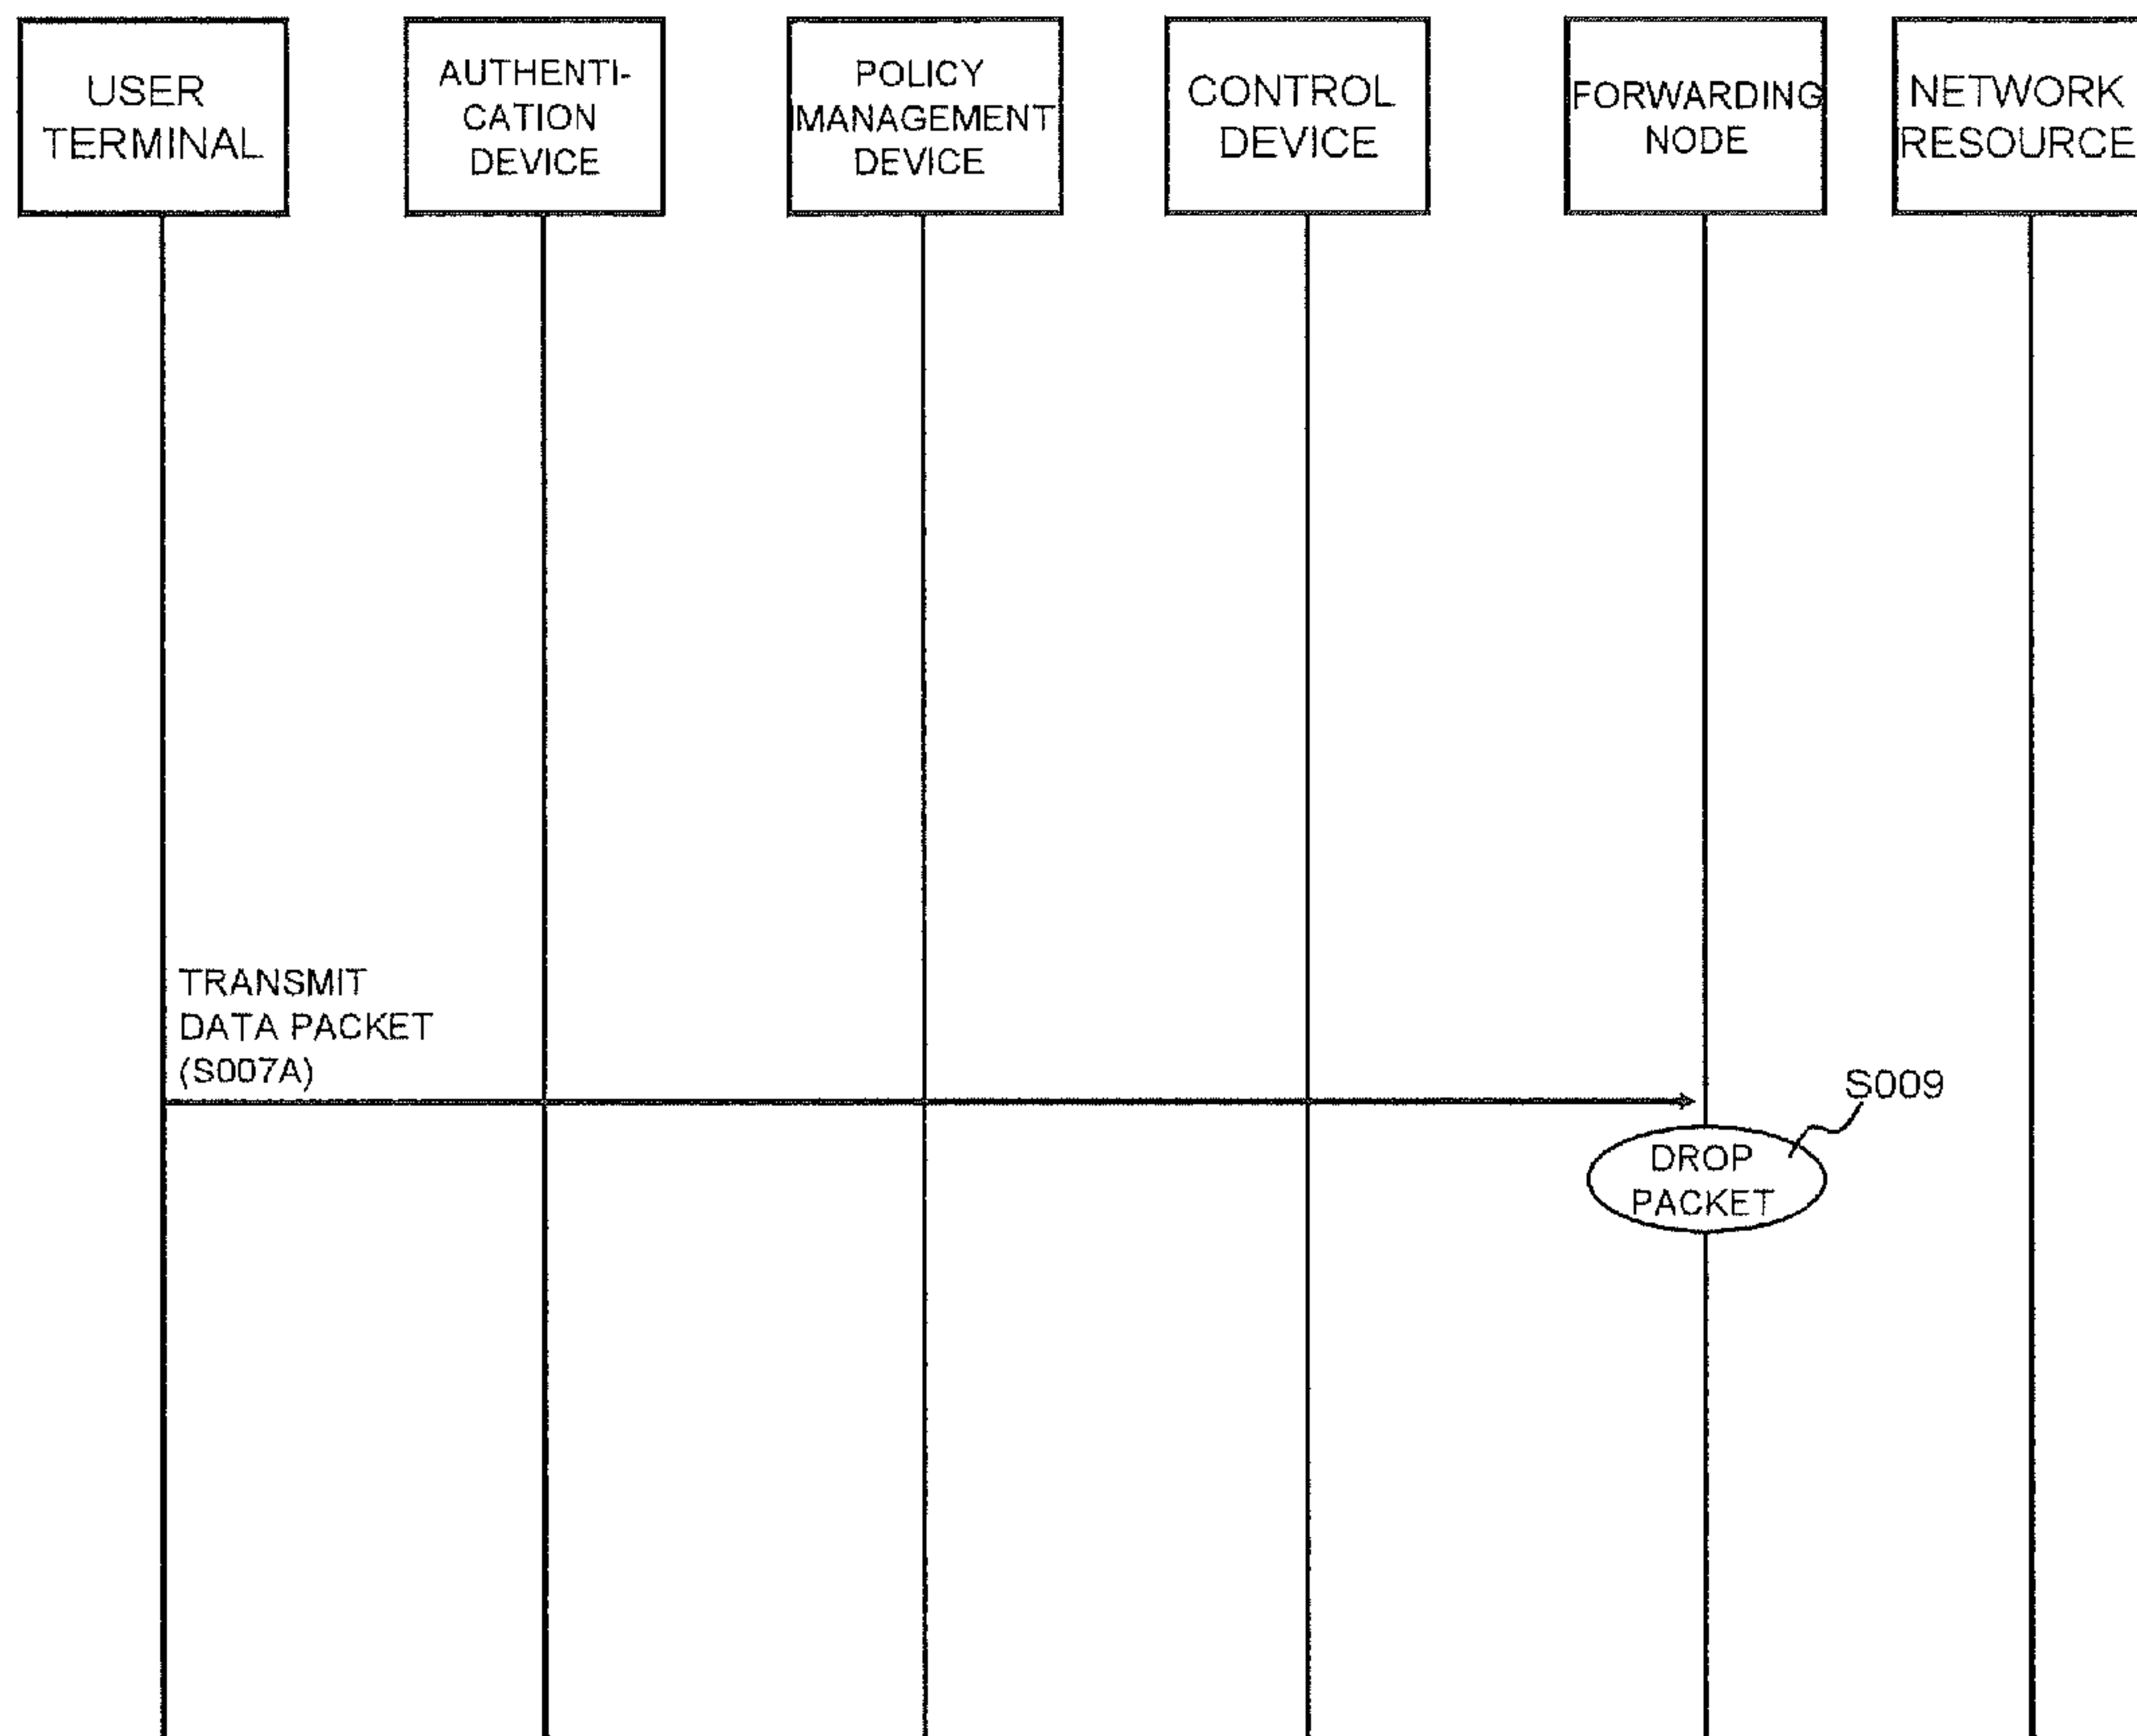 USER
TERMINAL
AUTHENTI-
CATION
DEVICE
POLICY
MANAGEMENT
DEVICE
CONTROL
DEVICE
FORWARDING
NODE
NETWORK
RESOURCE
TRANSMIT
DATA PACKET
(S007A)
S009
DROP
PACKET